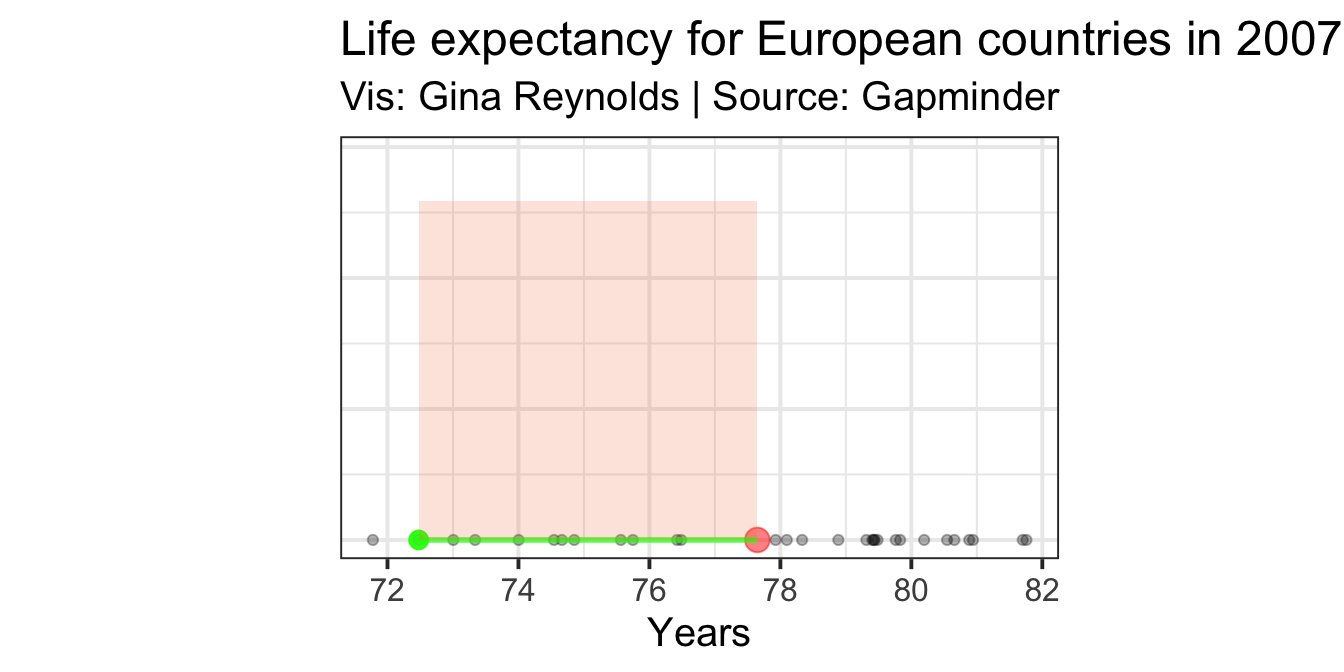 Life expectancy for European countries in 2007
Vis: Gina Reynolds | Source: Gapminder
72 74 76 78 80 82
Years